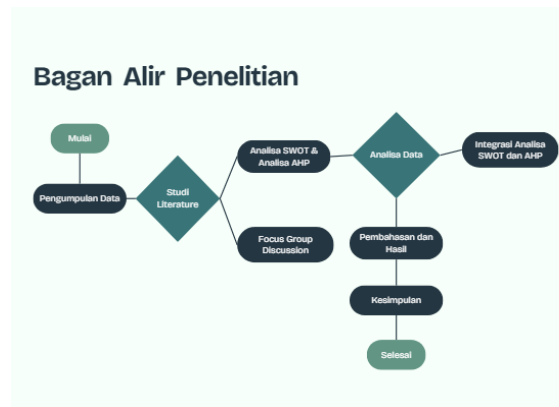 Bagan Alir Penelitian
Mulai
Pengumpulan Data
Studi
Literature
Analisa SWOT &
Analisa AHP
Focus Group
Discussion
Analisa Data
Integrasi Analisa
SWOT dan AHP
Pembahasan dan
Hasil
Kesimpulan
Selesai